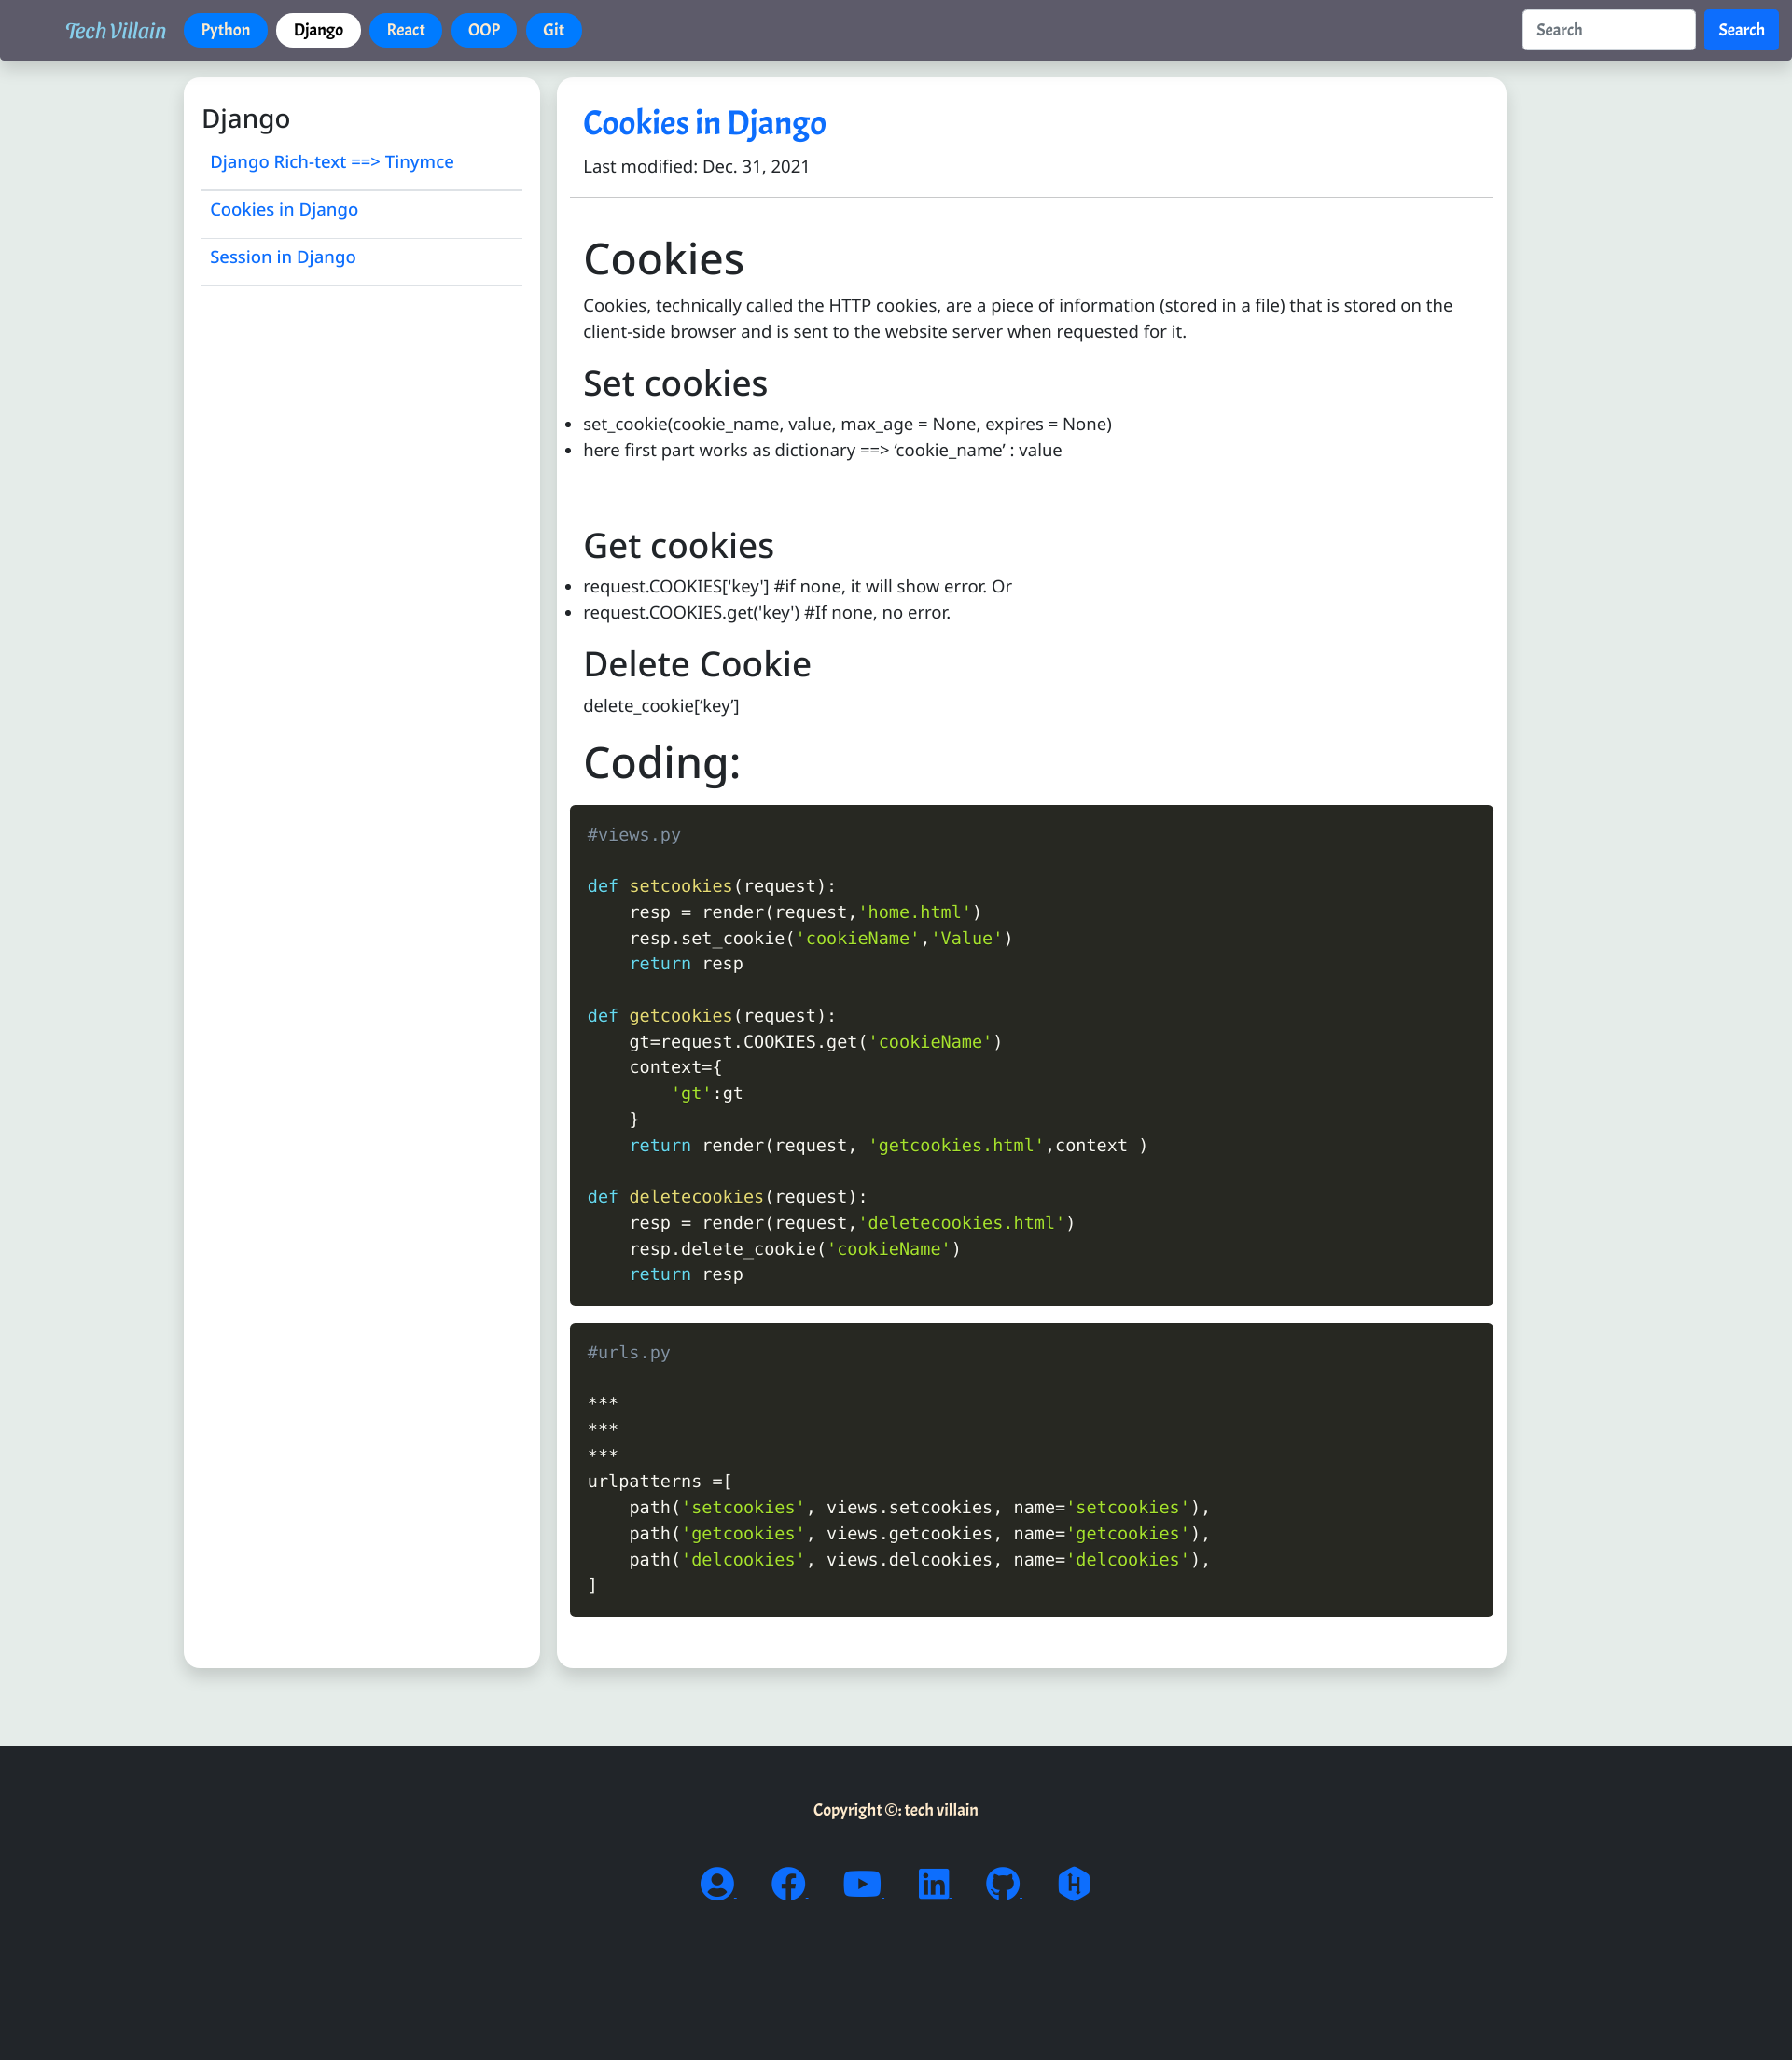 Tech Villain Python Django React OOP Git Search Search
Django
Django Rich-text ==> Tinymce
Cookies in Django
Session in Django
Cookies in Django
Last modified: Dec. 31, 2021
Cookies
Cookies, technically called the HTTP cookies, are a piece of information (stored in a file) that is stored on the
client-side browser and is sent to the website server when requested for it.
Set cookies
• set_cookie(cookie_name, value, max_age = None, expires = None)
• here first part works as dictionary ==> ‘cookie_name’ : value
Get cookies
• request.COOKIES['key'] #if none, it will show error. Or
• request.COOKIES.get('key') #If none, no error.
Delete Cookie
delete_cookie[‘key’]
Coding:
#views.py
def setcookies(request):
    resp = render(request,'home.html')
    resp.set_cookie('cookieName','Value')
    return resp
def getcookies(request):
    gt=request.COOKIES.get('cookieName')
    context={
        'gt':gt
    }
    return render(request, 'getcookies.html',context )
def deletecookies(request):
    resp = render(request,'deletecookies.html')
    resp.delete_cookie('cookieName')
    return resp
#urls.py
***
***
***
urlpatterns =[
    path('setcookies', views.setcookies, name='setcookies'),
    path('getcookies', views.getcookies, name='getcookies'),
    path('delcookies', views.delcookies, name='delcookies'),
]
Copyright ©: tech villain